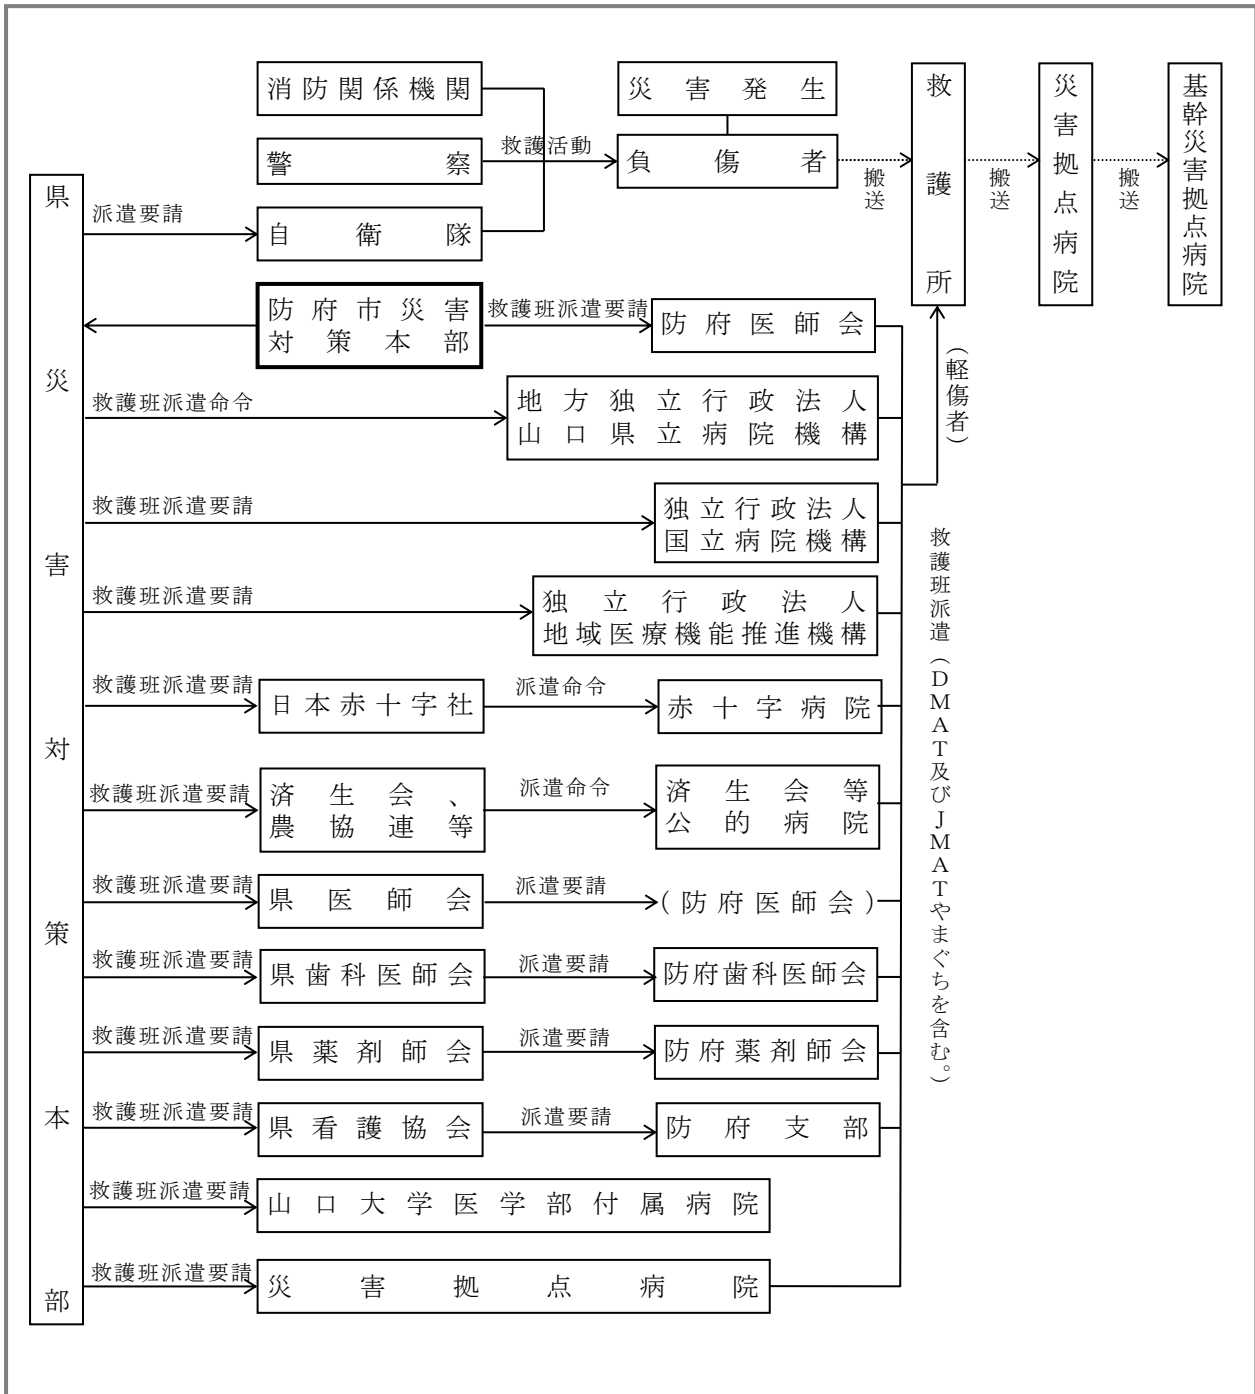 消防関係機関
災害発生
救護所
災害拠点病院
基幹災害拠点病院
警察
救護活動
負傷者
搬送
搬送
搬送
県災害対策本部
派遣要請
自衛隊
防府市災害
対策本部
救護班派遣要請
防府医師会
(軽傷者)
救護班派遣命令
地方独立行政法人
山口県立病院機構
救護班派遣要請
独立行政法人
国立病院機構
救護班派遣(DMAT及びJMATやまぐちを含む。)
救護班派遣要請
独立行政法人
地域医療機能推進機構
救護班派遣要請
日本赤十字社
派遣命令
赤十字病院
救護班派遣要請
済生会、
農協連等
派遣命令
済生会等
公的病院
救護班派遣要請
県医師会
派遣要請
(防府医師会)
救護班派遣要請
県歯科医師会
派遣要請
防府歯科医師会
救護班派遣要請
県薬剤師会
派遣要請
防府薬剤師会
救護班派遣要請
県看護協会
派遣要請
防府支部
救護班派遣要請
山口大学医学部付属病院
救護班派遣要請
災害拠点病院